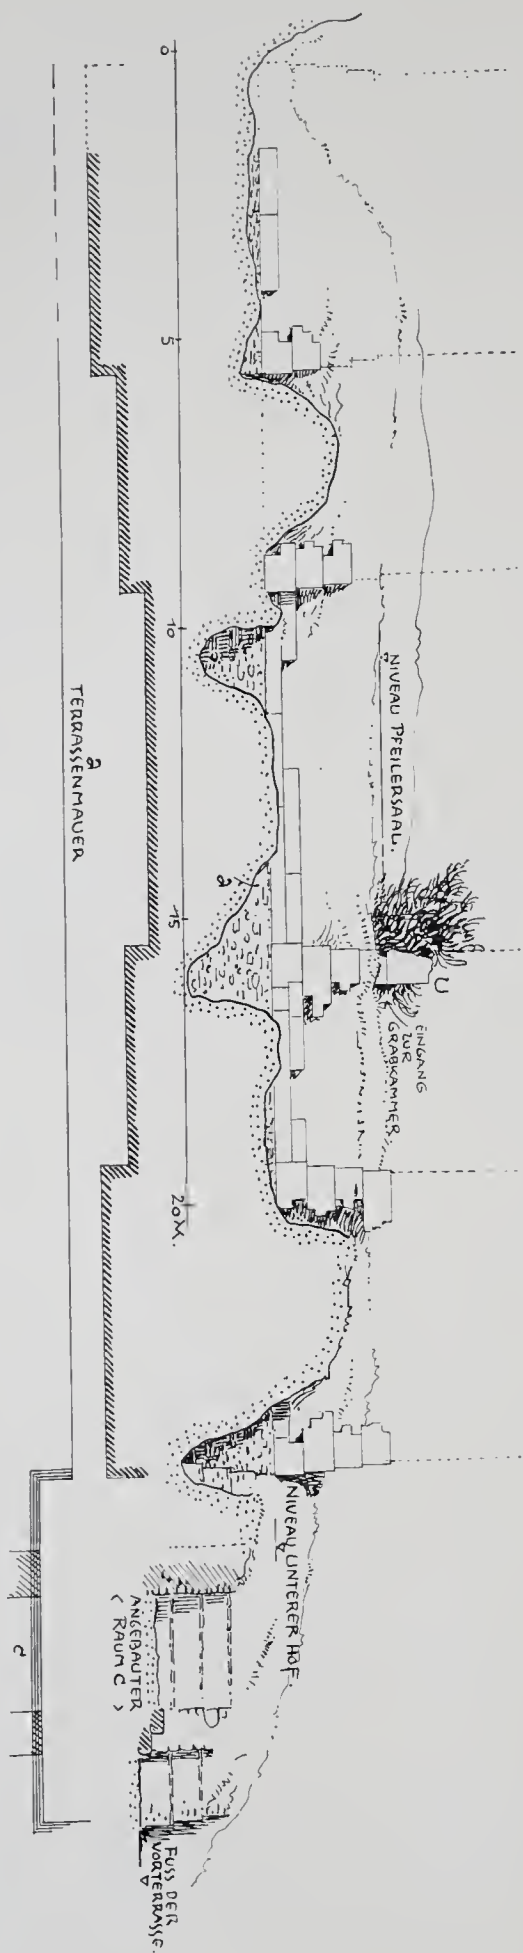 0
5
10
15
20 M.
a
TERRASSENMAUER
NIVEAU PFEILERSAAL.
a
U
EINGANG
ZUR
GRABKAMMER
NIVEAU UNTERER HOF
ANGEBAUTER
( RAUM C )
C
FUSS DER
VORTERRASSE.